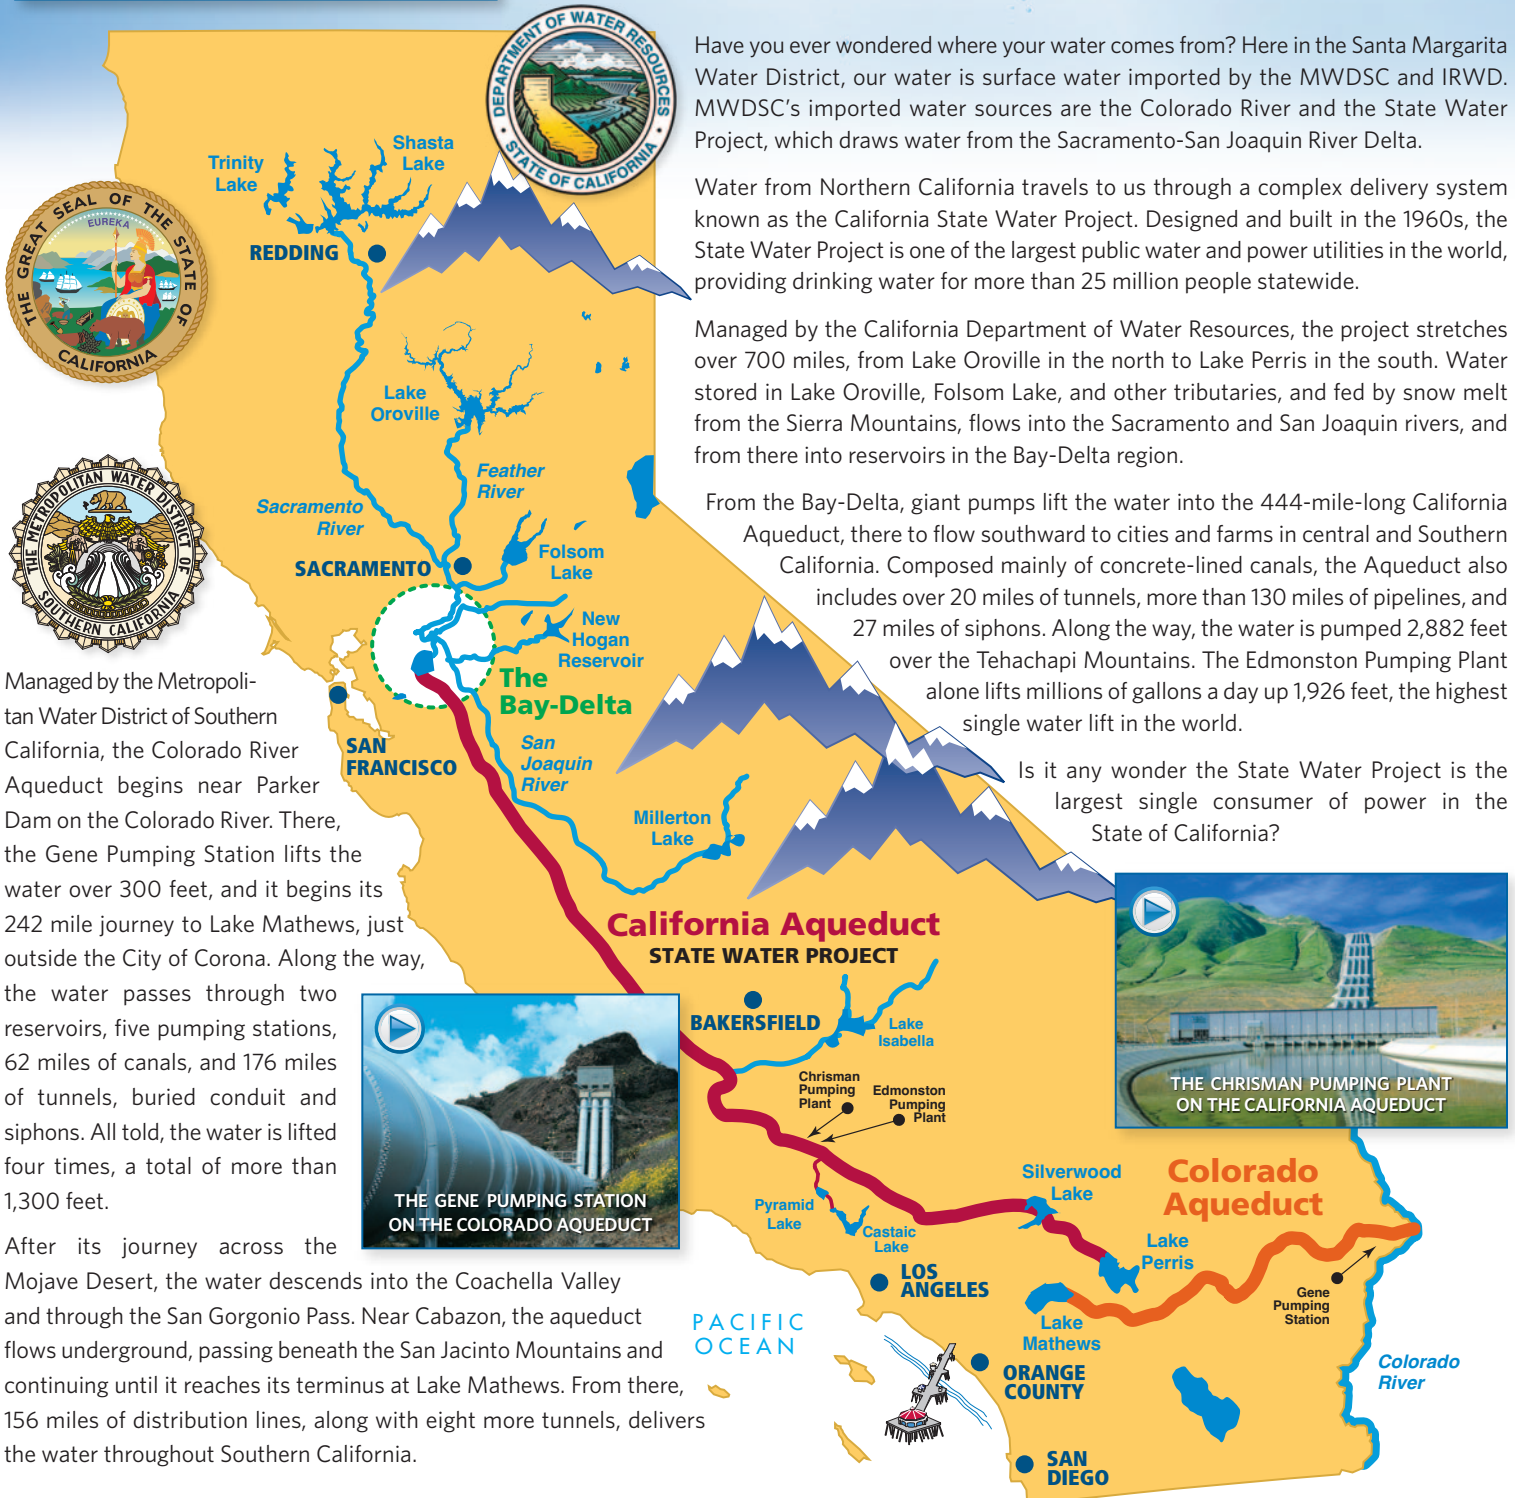 Have you ever wondered where your water comes from? Here in the Santa Margarita
Water District, our water is surface water imported by the MWDSC and IRWD.
MWDSC's imported water sources are the Colorado River and the State Water
Project, which draws water from the Sacramento-San Joaquin River Delta.
Water from Northern California travels to us through a complex delivery system
known as the California State Water Project. Designed and built in the 1960s, the
State Water Project is one of the largest public water and power utilities in the world,
providing drinking water for more than 25 million people statewide.
Managed by the California Department of Water Resources, the project stretches
over 700 miles, from Lake Oroville in the north to Lake Perris in the south. Water
stored in Lake Oroville, Folsom Lake, and other tributaries, and fed by snow melt
from the Sierra Mountains, flows into the Sacramento and San Joaquin rivers, and
from there into reservoirs in the Bay-Delta region.
From the Bay-Delta, giant pumps lift the water into the 444-mile-long California
Aqueduct, there to flow southward to cities and farms in central and Southern
California. Composed mainly of concrete-lined canals, the Aqueduct also
includes over 20 miles of tunnels, more than 130 miles of pipelines, and
27 miles of siphons. Along the way, the water is pumped 2,882 feet
over the Tehachapi Mountains. The Edmonston Pumping Plant
alone lifts millions of gallons a day up 1,926 feet, the highest
single water lift in the world.
Is it any wonder the State Water Project is the
largest single consumer of power in the
State of California?
DEPARTMENT OF WATER RESOURCES
STATE OF CALIFORNIA
THE GREAT SEAL OF THE STATE OF
CALIFORNIA
EUREKA
THE METROPOLITAN WATER DISTRICT OF
SOUTHERN CALIFORNIA
Managed by the Metropoli-
tan Water District of Southern
California, the Colorado River
Aqueduct begins near Parker
Dam on the Colorado River. There,
the Gene Pumping Station lifts the
water over 300 feet, and it begins its
242 mile journey to Lake Mathews, just
outside the City of Corona. Along the way,
the water passes through two
reservoirs, five pumping stations,
62 miles of canals, and 176 miles
of tunnels, buried conduit and
siphons. All told, the water is lifted
four times, a total of more than
1,300 feet.
After its journey across the
Mojave Desert, the water descends into the Coachella Valley
and through the San Gorgonio Pass. Near Cabazon, the aqueduct
flows underground, passing beneath the San Jacinto Mountains and
continuing until it reaches its terminus at Lake Mathews. From there,
156 miles of distribution lines, along with eight more tunnels, delivers
the water throughout Southern California.
Trinity
Lake
Shasta
Lake
REDDING
Lake
Oroville
Feather
River
Sacramento
River
SACRAMENTO
Folsom
Lake
New
Hogan
Reservoir
The
Bay-Delta
SAN
FRANCISCO
San
Joaquin
River
Millerton
Lake
California Aqueduct
STATE WATER PROJECT
BAKERSFIELD
Lake
Isabella
Chrisman
Pumping
Plant
Edmonston
Pumping
Plant
THE GENE PUMPING STATION
ON THE COLORADO AQUEDUCT
THE CHRISMAN PUMPING PLANT
ON THE CALIFORNIA AQUEDUCT
Pyramid
Lake
Castaic
Lake
Silverwood
Lake
Colorado
Aqueduct
Lake
Perris
LOS
ANGELES
Gene
Pumping
Station
Lake
Mathews
PACIFIC
OCEAN
ORANGE
COUNTY
Colorado
River
SAN
DIEGO